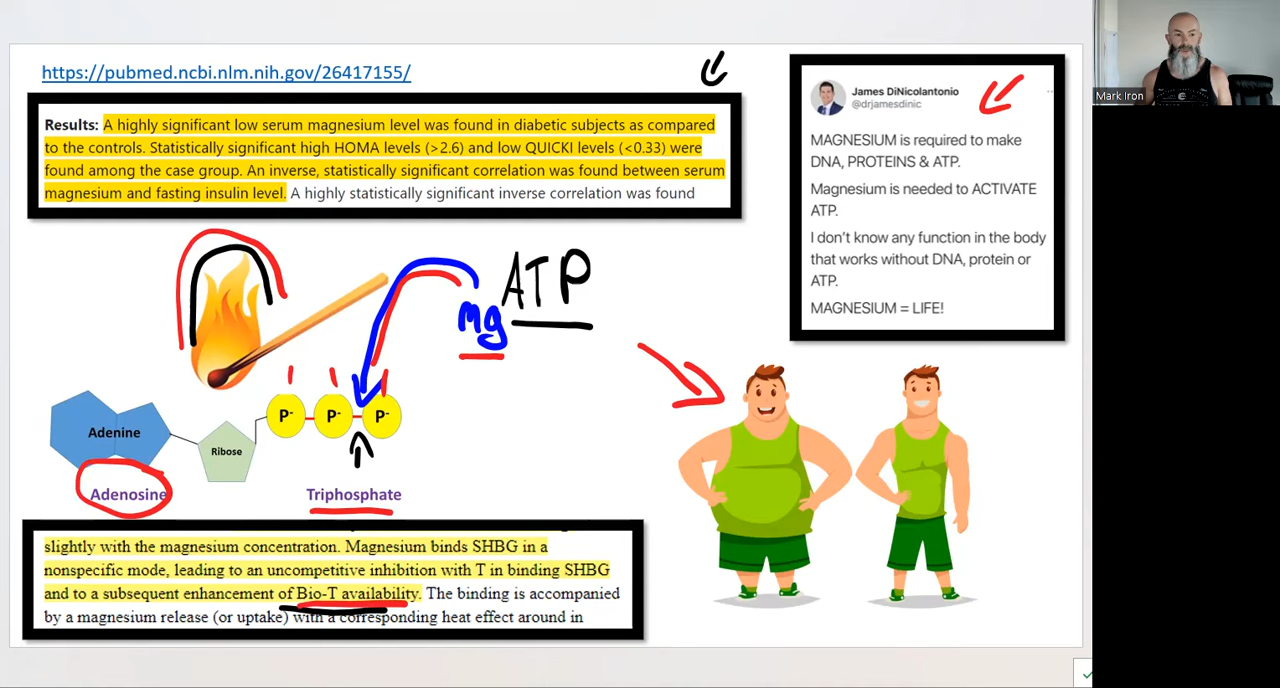 https://pubmed.ncbi.nlm.nih.gov/26417155/
Results: A highly significant low serum magnesium level was found in diabetic subjects as compared
to the controls. Statistically significant high HOMA levels (>2.6) and low QUICKI levels (<0.33) were
found among the case group. An inverse, statistically significant correlation was found between serum
magnesium and fasting insulin level. A highly statistically significant inverse correlation was found
James DiNicolantonio
@drjamesdinic
MAGNESIUM is required to make
DNA, PROTEINS & ATP.
Magnesium is needed to ACTIVATE
ATP.
I don't know any function in the body
that works without DNA, protein or
ATP.
MAGNESIUM = LIFE!
Mark Iron
ATP
mg
P- P- P-
Adenine
Ribose
Adenosine
Triphosphate
slightly with the magnesium concentration. Magnesium binds SHBG in a
nonspecific mode, leading to an uncompetitive inhibition with T in binding SHBG
and to a subsequent enhancement of Bio-T availability. The binding is accompanied
by a magnesium release (or uptake) with a corresponding heat effect around in